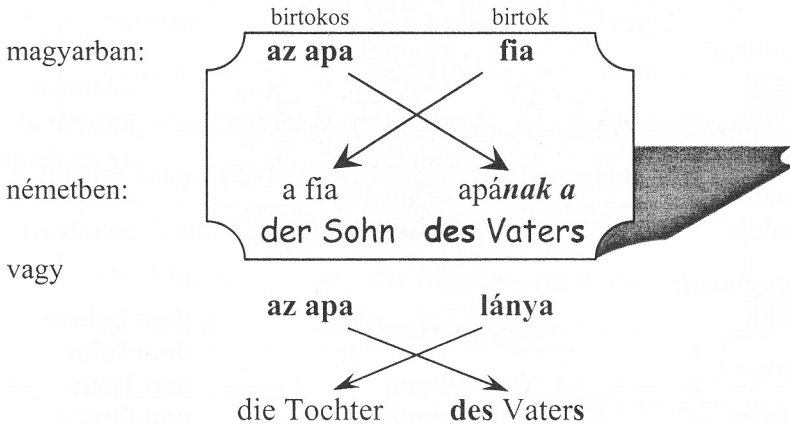 birtokos birtok
magyarban: az apa fia
németben: a fia apának a
der Sohn des Vaters
vagy
az apa lánya
die Tochter des Vaters